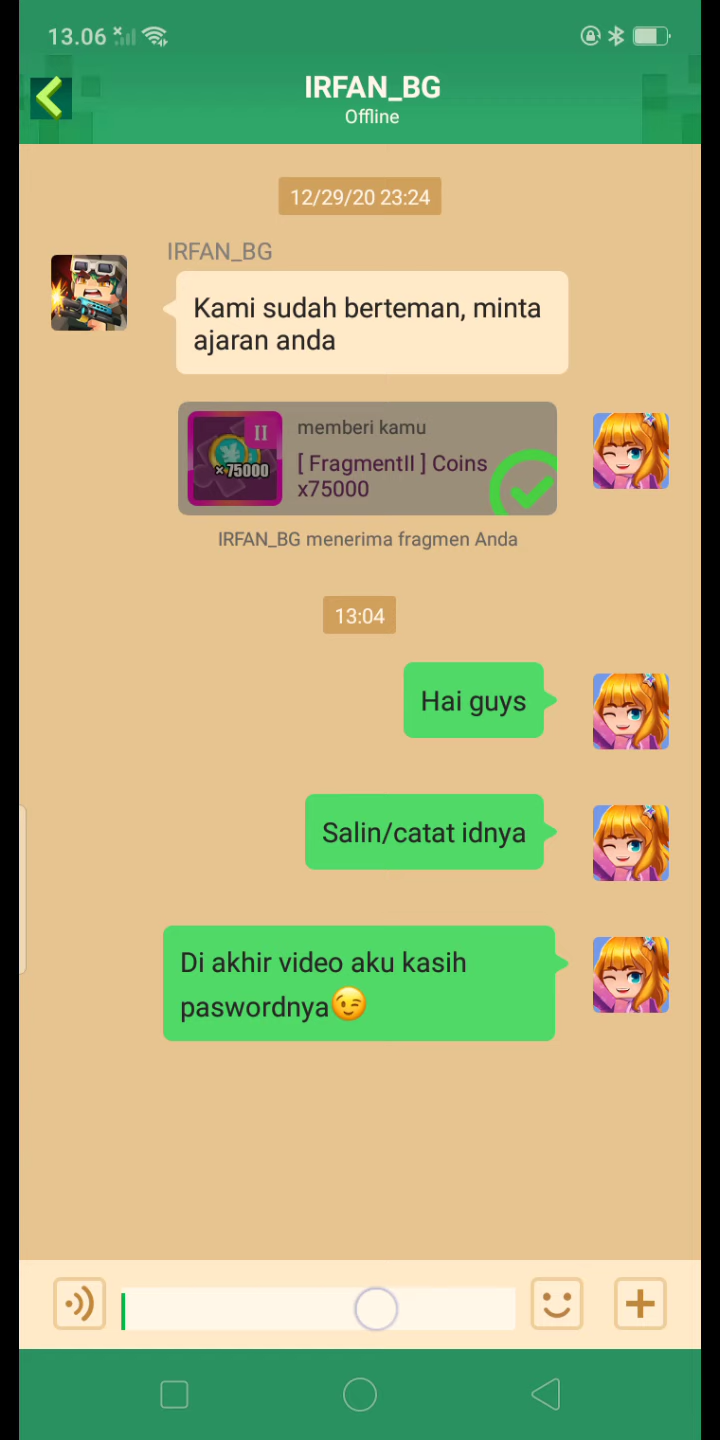 13.06
IRFAN_BG
Offline
12/29/20 23:24
IRFAN_BG
Kami sudah berteman, minta
ajaran anda
II
×75000
memberi kamu
[ FragmentII ] Coins
x75000
IRFAN_BG menerima fragmen Anda
13:04
Hai guys
Salin/catat idnya
Di akhir video aku kasih
paswordnya😉